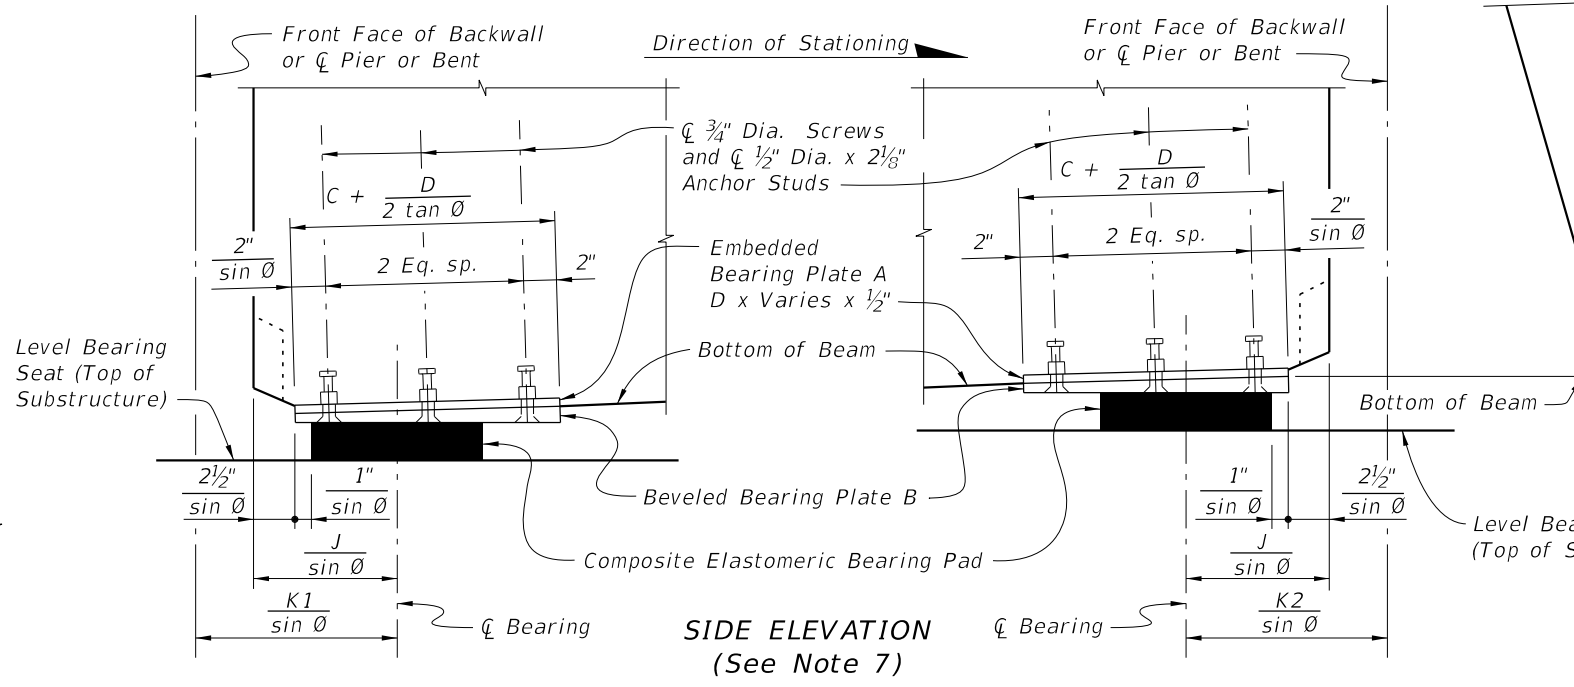 Front Face of Backwall
or ℄ Pier or Bent
Direction of Stationing
Front Face of Backwall
or ℄ Pier or Bent
℄ ¾" Dia. Screws
and ℄ ½" Dia. x 2⅛"
Anchor Studs
C + D
2 tan Ø
C + D
2 tan Ø
2"
sin Ø
2 Eq. sp.
2"
Embedded
Bearing Plate A
D x Varies x ½"
2"
2 Eq. sp.
2"
sin Ø
Level Bearing
Seat (Top of
Substructure)
Bottom of Beam
Bottom of Beam
2½"
sin Ø
1"
sin Ø
Beveled Bearing Plate B
1"
sin Ø
2½"
sin Ø
Level Bea
(Top of S
J
sin Ø
Composite Elastomeric Bearing Pad
J
sin Ø
K1
sin Ø
℄ Bearing
℄ Bearing
K2
sin Ø
SIDE ELEVATION
(See Note 7)